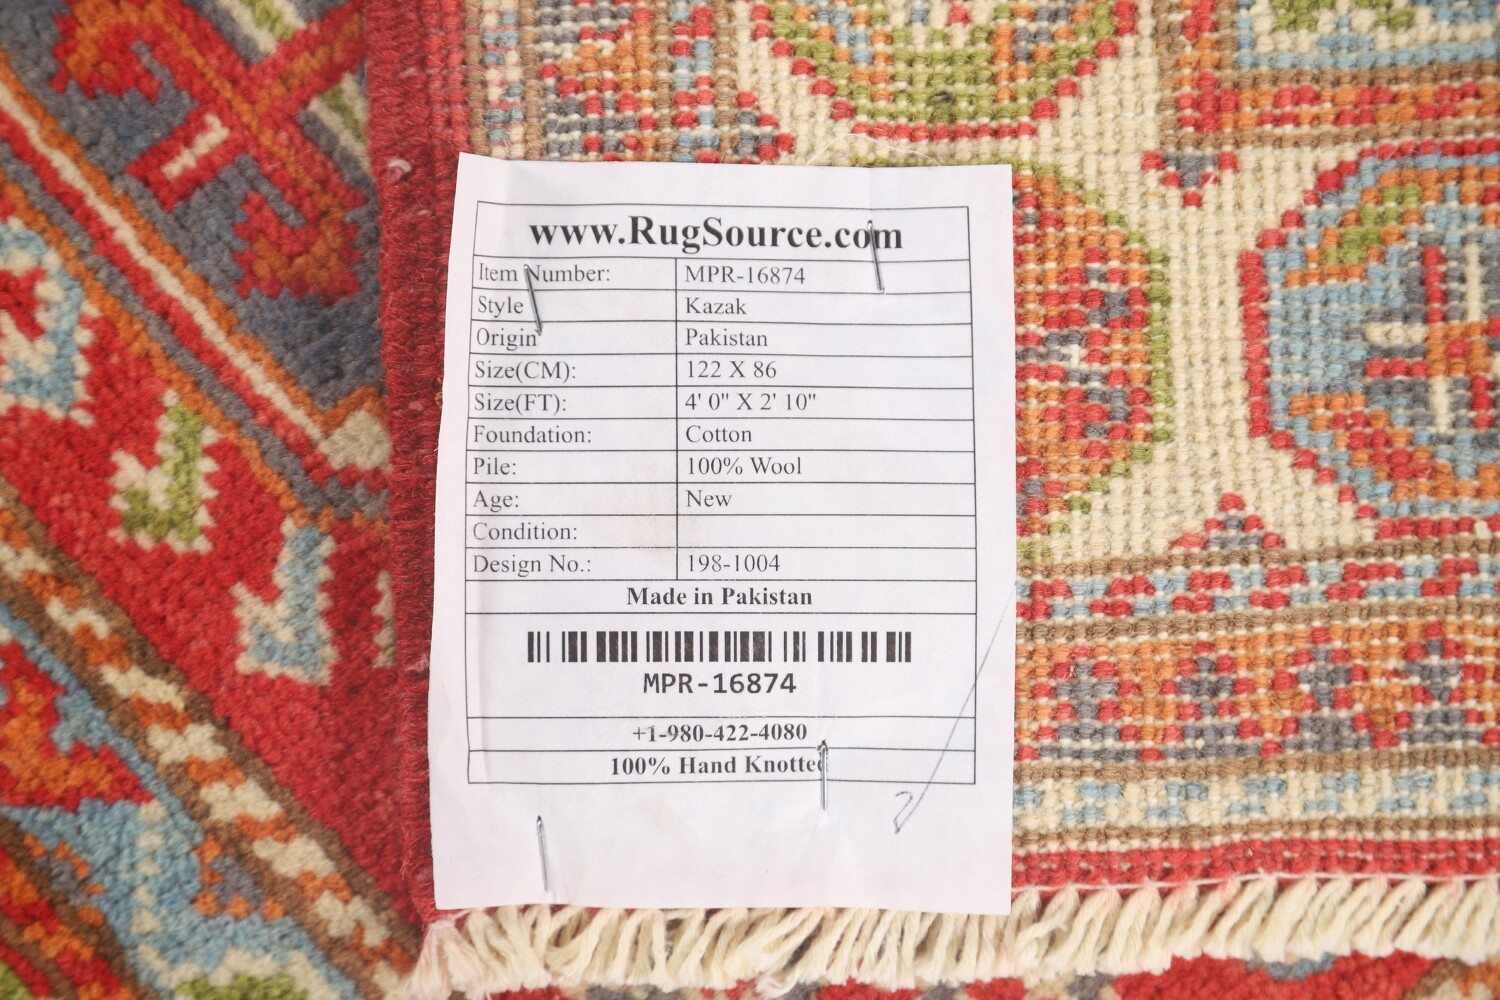 www.RugSource.com
Item Number: MPR-16874
Style Kazak
Origin Pakistan
Size(CM): 122 X 86
Size(FT): 4' 0" X 2' 10"
Foundation: Cotton
Pile: 100% Wool
Age: New
Condition:
Design No.: 198-1004
Made in Pakistan
MPR-16874
+1-980-422-4080
100% Hand Knotted